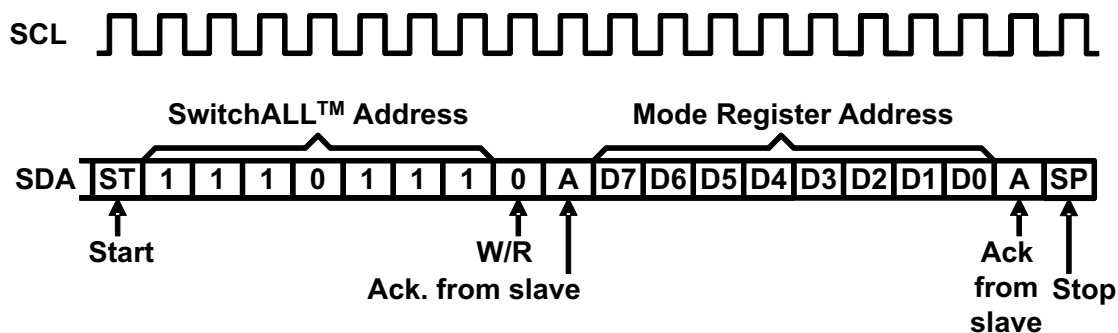 SCL
SwitchALL™ Address Mode Register Address
SDA ST 1 1 1 0 1 1 1 0 A D7 D6 D5 D4 D3 D2 D1 D0 A SP
Start W/R Ack Stop
Ack. from slave from
slave